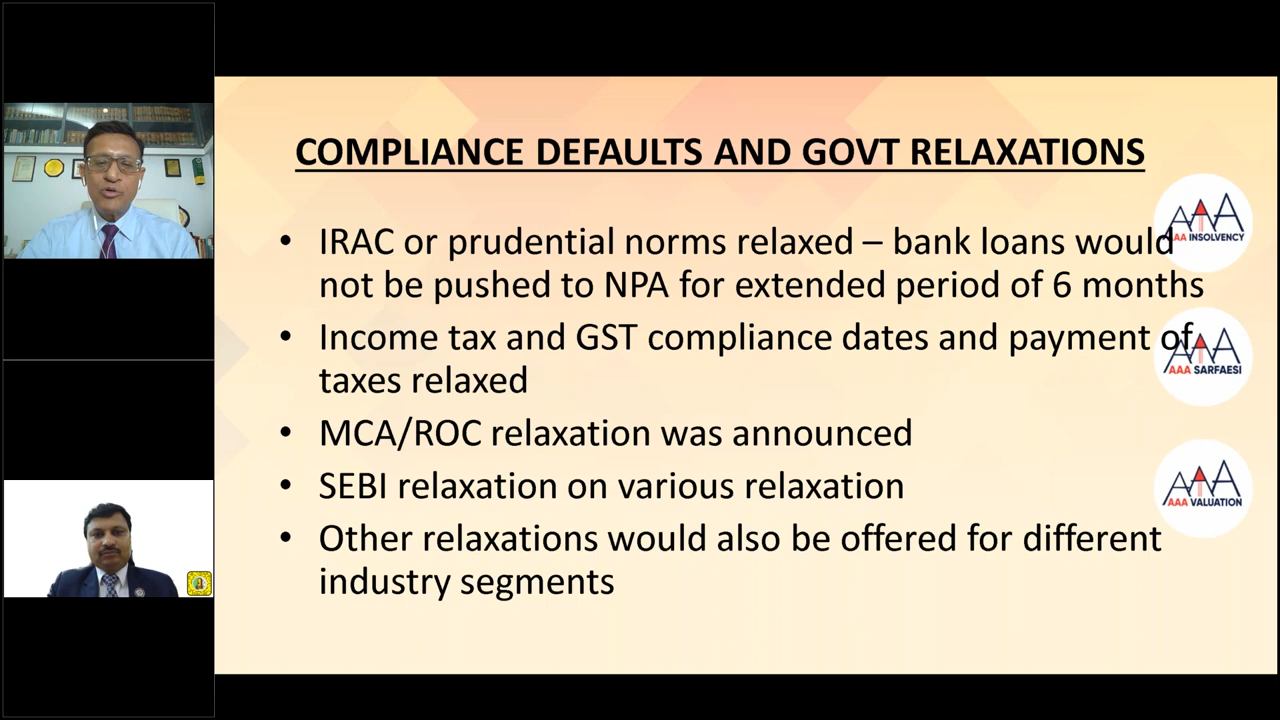 COMPLIANCE DEFAULTS AND GOVT RELAXATIONS
• IRAC or prudential norms relaxed – bank loans would
not be pushed to NPA for extended period of 6 months
• Income tax and GST compliance dates and payment of
taxes relaxed
• MCA/ROC relaxation was announced
• SEBI relaxation on various relaxation
• Other relaxations would also be offered for different
industry segments
AAA
AA INSOLVENCY
AAA
AAA SARFAESI
AAA
AAA VALUATION